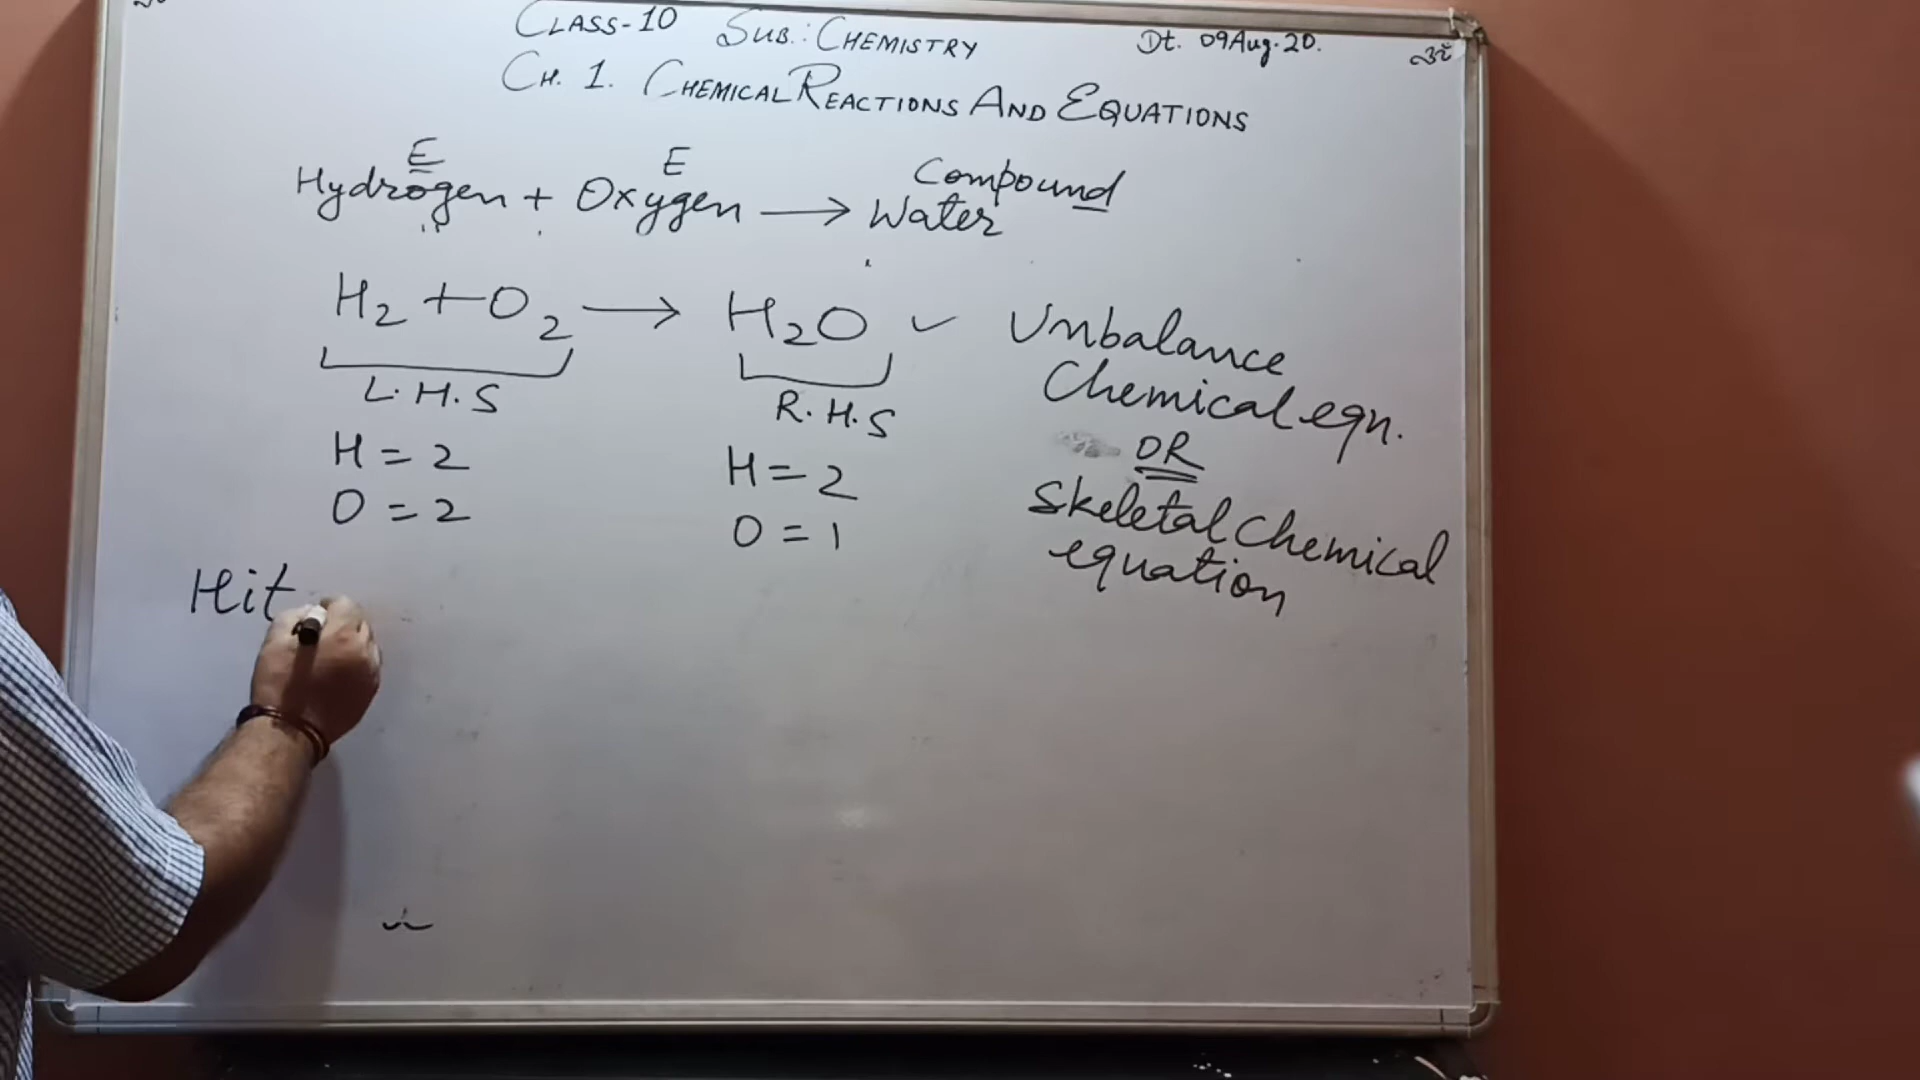 CLASS-10 SUB.: CHEMISTRY Dt. 09Aug.20.
CH. 1. CHEMICAL REACTIONS AND EQUATIONS
E E Compound
Hydrogen + Oxygen → Water
H₂ + O₂ → H₂O ✓ Unbalance
Chemical eqn.
OR
Skeletal Chemical
equation
L.H.S R.H.S
H = 2 H = 2
O = 2 O = 1
Hit